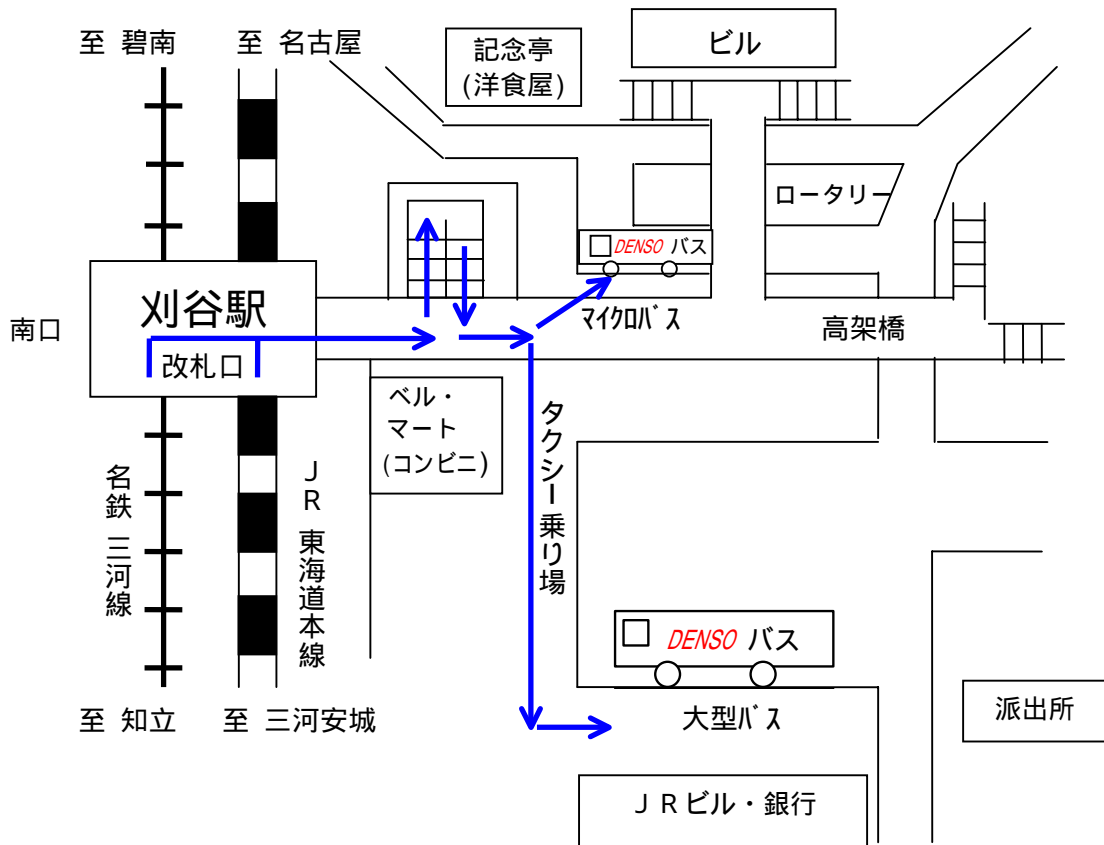 至 碧南
至 名古屋
記念亭
(洋食屋)
ビル
ロータリー
DENSO バス
マイクロバス
高架橋
南口
刈谷駅
改札口
ベル・
マート
(コンビニ)
タクシー乗り場
名鉄 三河線
JR 東海道本線
DENSO バス
大型バス
派出所
至 知立
至 三河安城
JRビル・銀行